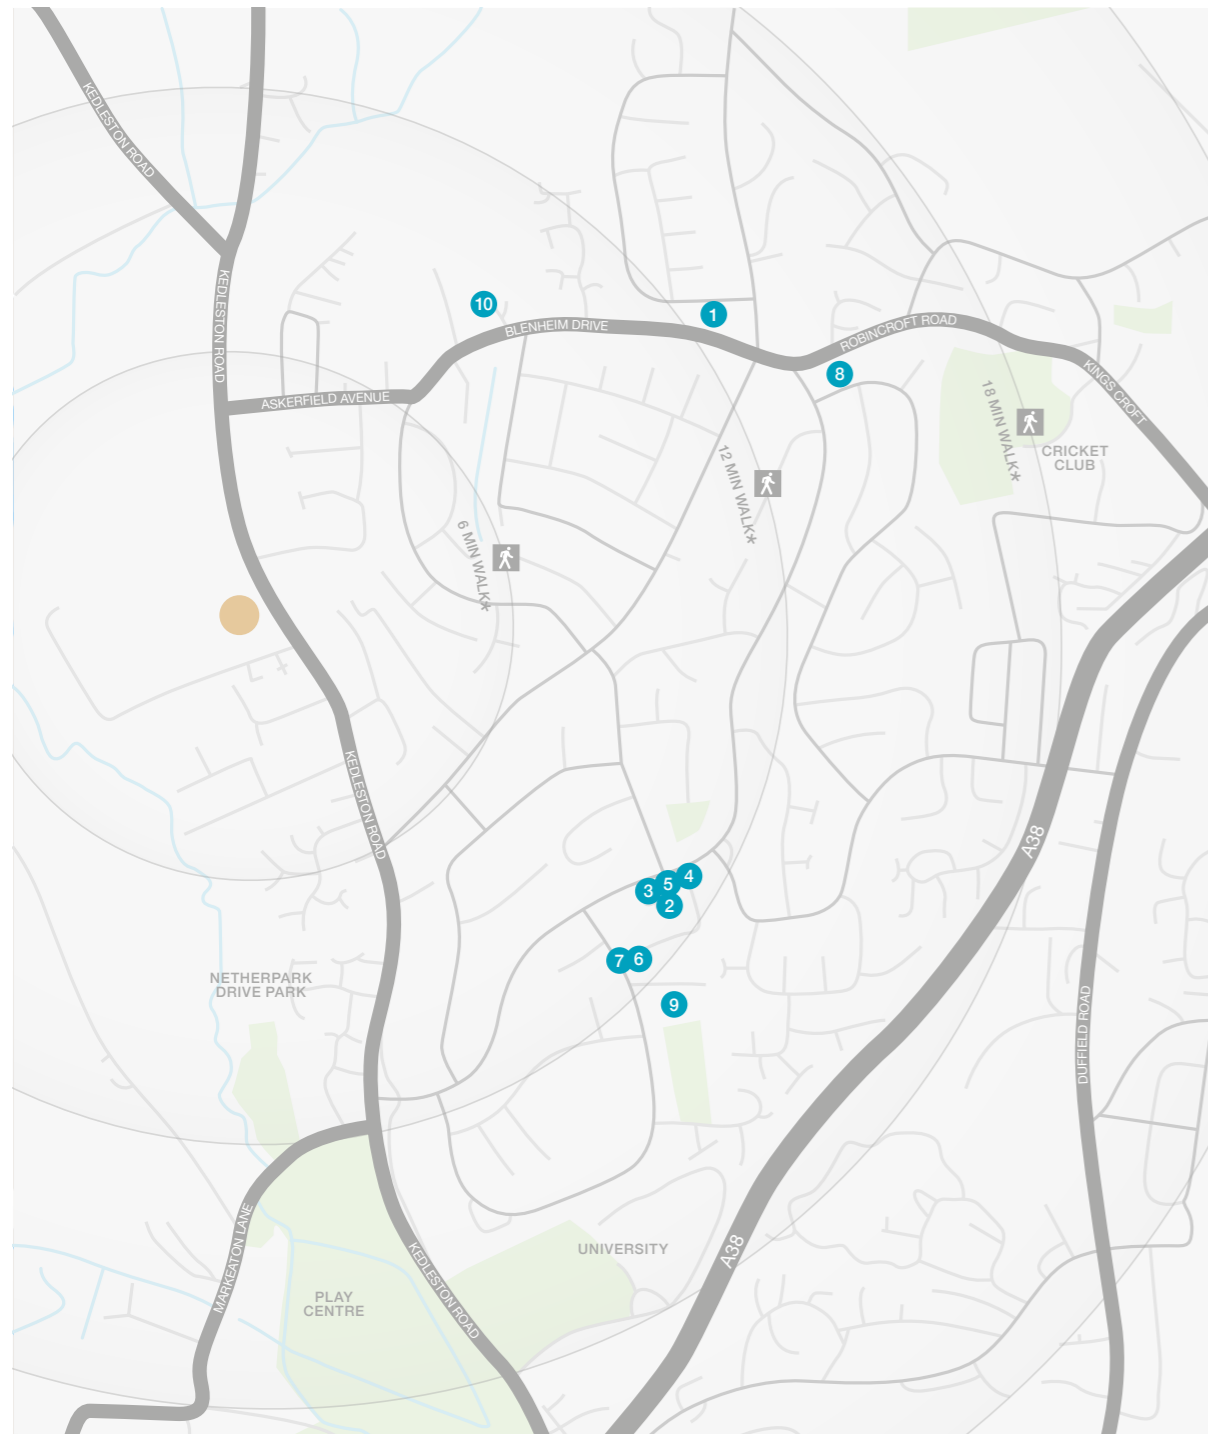 KEDLESTON ROAD
KEDLESTON ROAD
10
1
BLENHEIM DRIVE
ROBINCROFT ROAD
8
KINGS CROFT
ASKERFIELD AVENUE
18 MIN WALK*
12 MIN WALK*
CRICKET
CLUB
6 MIN WALK*
KEDLESTON ROAD
A38
4
5
3
2
7
6
9
NETHERPARK
DRIVE PARK
DUFFIELD ROAD
MARKEATON LANE
UNIVERSITY
A38
PLAY
CENTRE
KEDLESTON ROAD